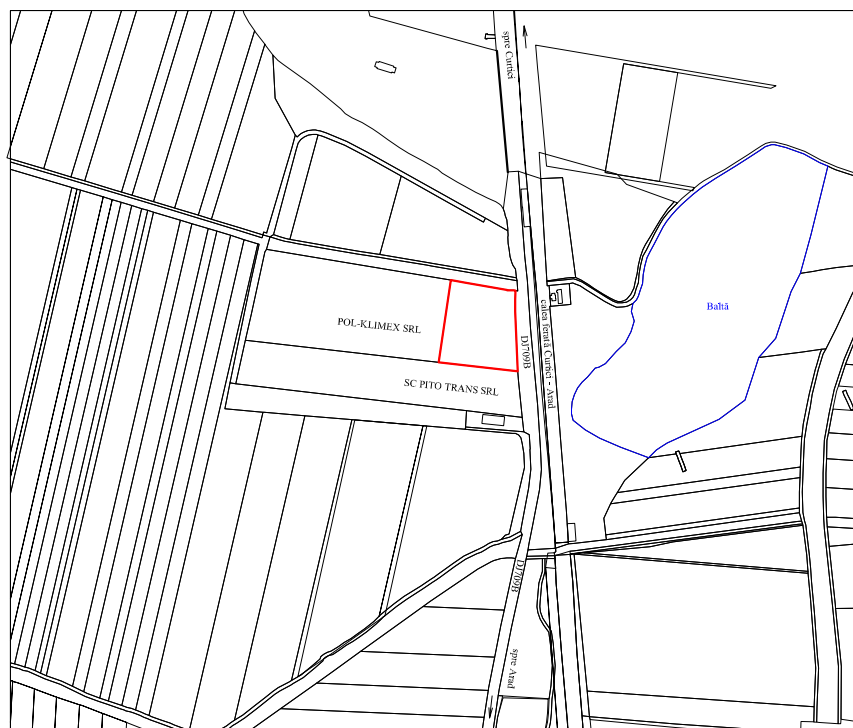 spre Curtici
Baltă
calea ferată Curtici - Arad
POL-KLIMEX SRL
DJ709B
SC PITO TRANS SRL
DJ709B
spre Arad